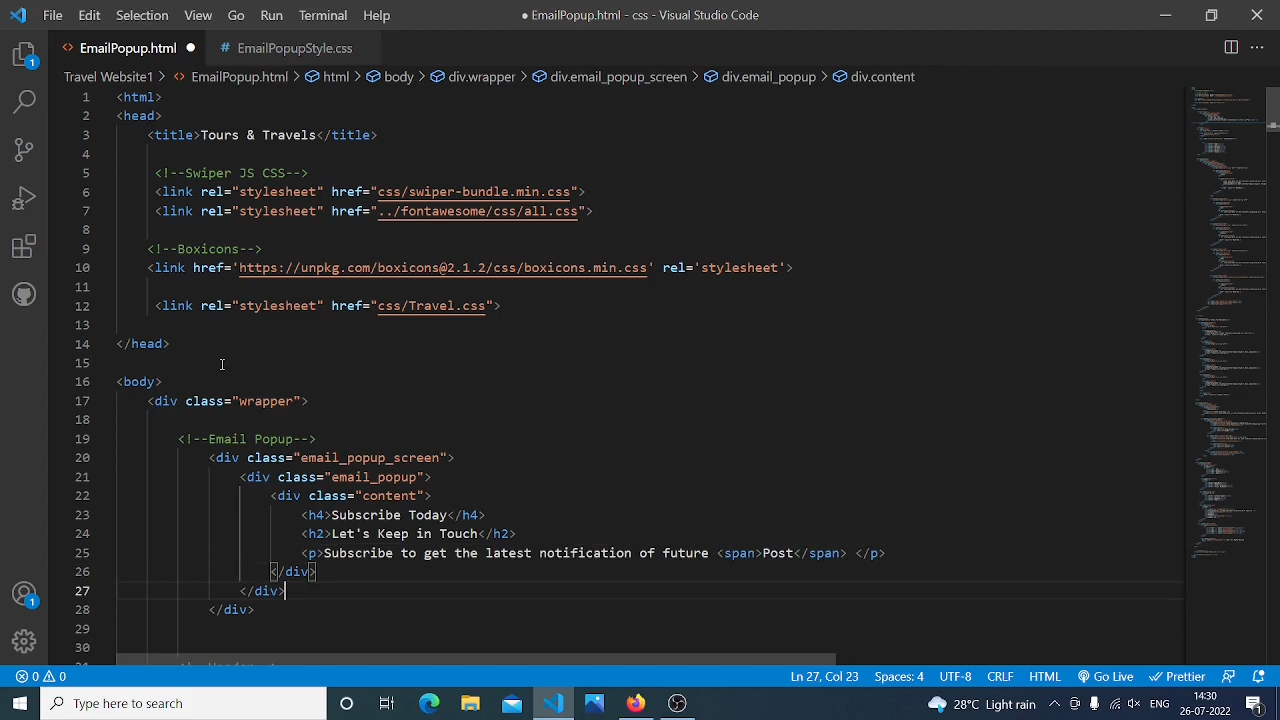 File Edit Selection View Go Run Terminal Help ● EmailPopup.html - css - Visual Studio Code
<> EmailPopup.html ● # EmailPopupStyle.css
Travel Website1 > <> EmailPopup.html > html > body > div.wrapper > div.email_popup_screen > div.email_popup > div.content
1 <html>
2 <head>
3 <title>Tours & Travels</title>
4
5 <!--Swiper JS CSS-->
6 <link rel="stylesheet" href="css/swiper-bundle.min.css">
7 <link rel="stylesheet" href="../fontawesome/css/all.css">
8
9 <!--Boxicons-->
10 <link href='https://unpkg.com/boxicons@2.1.2/css/boxicons.min.css' rel='stylesheet'>
11
12 <link rel="stylesheet" href="css/Travel.css">
13
14 </head>
15
16 <body>
17 <div class="wrapper">
18
19 <!--Email Popup-->
20 <div class="email_popup_screen">
21 <div class="email_popup">
22 <div class="content">
23 <h4>Subscribe Today</h4>
24 <h2>Let's Keep in Touch</h2>
25 <p>Subscribe to get the latest notification of future <span>Tours</span> </p>
26 </div>
27 </div>
28 </div>
29
30
1
1
0 0 Ln 27, Col 23 Spaces: 4 UTF-8 CRLF HTML Go Live Prettier
Type here to search 28°C Light rain ENG 14:30
26-07-2022